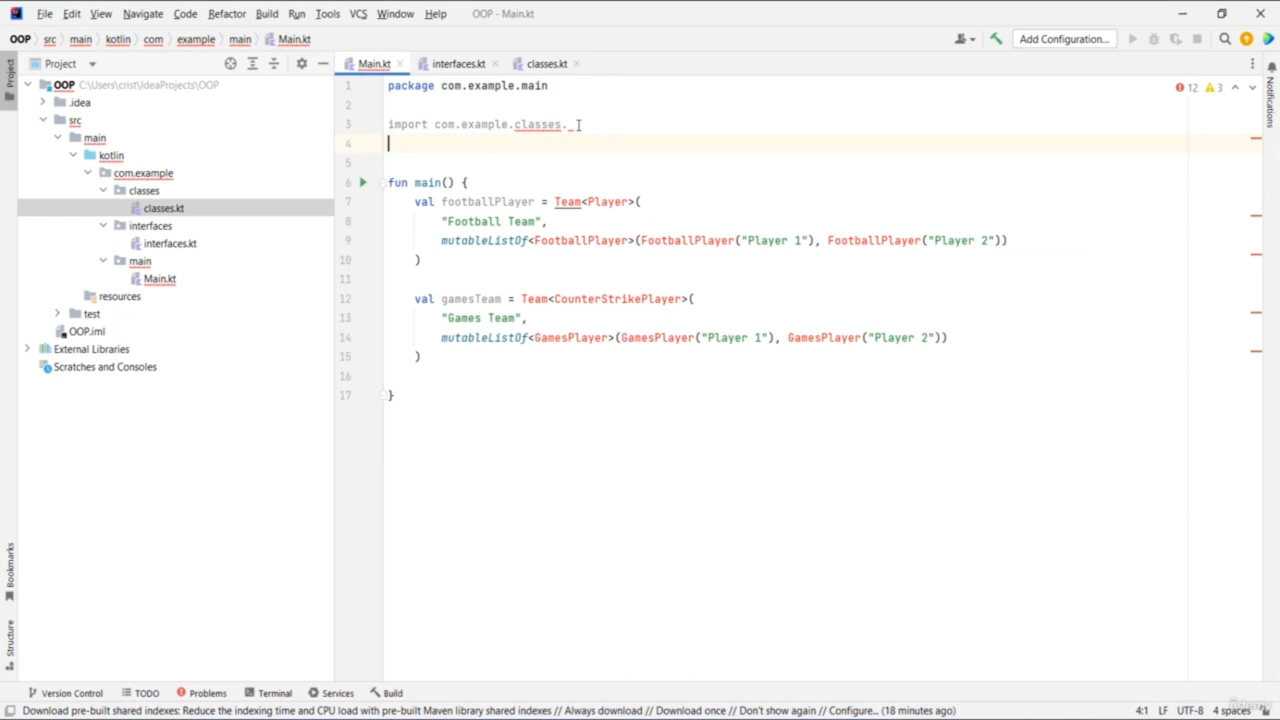 File Edit View Navigate Code Refactor Build Run Tools VCS Window Help OOP - Main.kt
OOP src main kotlin com example main Main.kt Add Configuration...
Project Main.kt interfaces.kt classes.kt
Project
Notifications
Bookmarks
Structure
OOP C:\Users\crist\IdeaProjects\OOP
.idea
src
main
kotlin
com.example
classes
classes.kt
interfaces
interfaces.kt
main
Main.kt
resources
test
OOP.iml
External Libraries
Scratches and Consoles
12 3
1 package com.example.main
2
3 import com.example.classes.
4
5
6 fun main() {
7 val footballPlayer = Team<Player>(
8 "Football Team",
9 mutableListOf<FootballPlayer>(FootballPlayer("Player 1"), FootballPlayer("Player 2"))
10 )
11
12 val gamesTeam = Team<CounterStrikePlayer>(
13 "Games Team",
14 mutableListOf<GamesPlayer>(GamesPlayer("Player 1"), GamesPlayer("Player 2"))
15 )
16
17 }
Version Control TODO Problems Terminal Services Build
Download pre-built shared indexes: Reduce the indexing time and CPU load with pre-built Maven library shared indexes // Always download // Download once // Don't show again // Configure... (18 minutes ago) 4:1 LF UTF-8 4 spaces